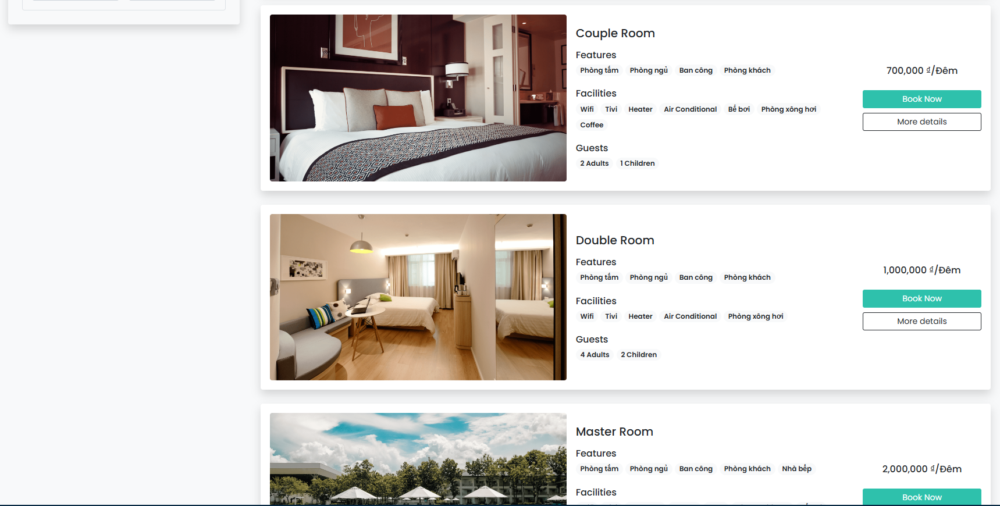 Couple Room
Features
Phòng tắm Phòng ngủ Ban công Phòng khách
Facilities
Wifi Tivi Heater Air Conditional Bể bơi Phòng xông hơi
Coffee
Guests
2 Adults 1 Children
700,000 ₫/Đêm
Book Now
More details
Double Room
Features
Phòng tắm Phòng ngủ Ban công Phòng khách
Facilities
Wifi Tivi Heater Air Conditional Phòng xông hơi
Guests
4 Adults 2 Children
1,000,000 ₫/Đêm
Book Now
More details
Master Room
Features
Phòng tắm Phòng ngủ Ban công Phòng khách Nhà bếp
Facilities
2,000,000 ₫/Đêm
Book Now